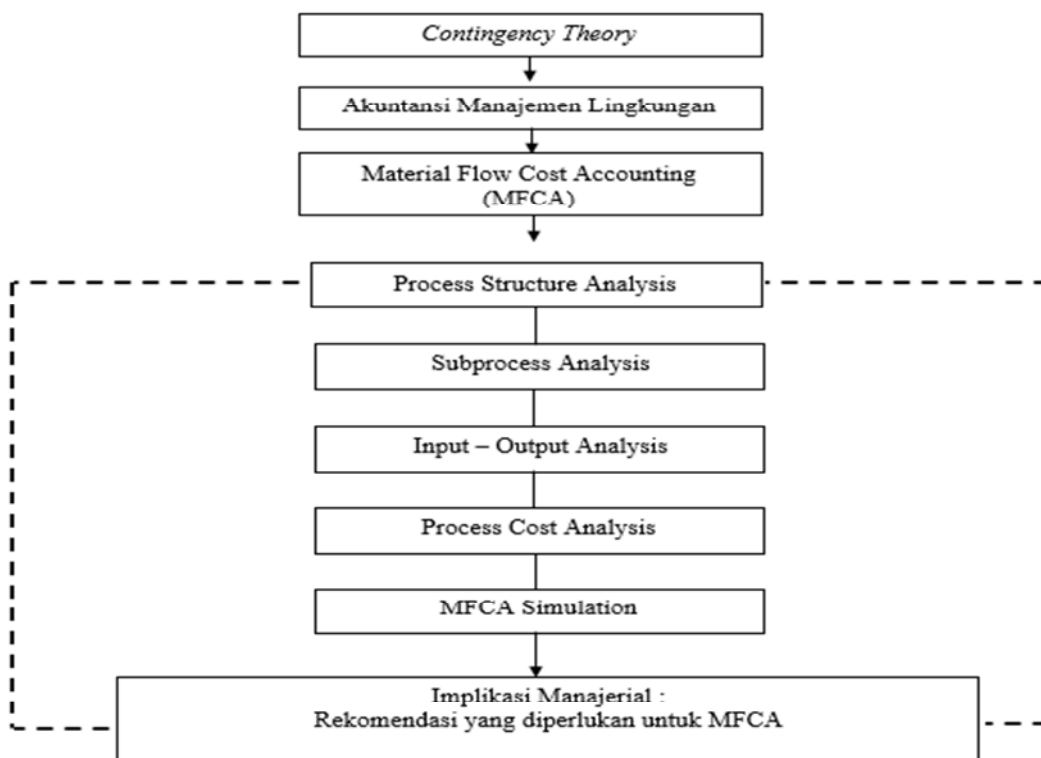 Contingency Theory
Akuntansi Manajemen Lingkungan
Material Flow Cost Accounting
(MFCA)
Process Structure Analysis
Subprocess Analysis
Input – Output Analysis
Process Cost Analysis
MFCA Simulation
Implikasi Manajerial :
Rekomendasi yang diperlukan untuk MFCA